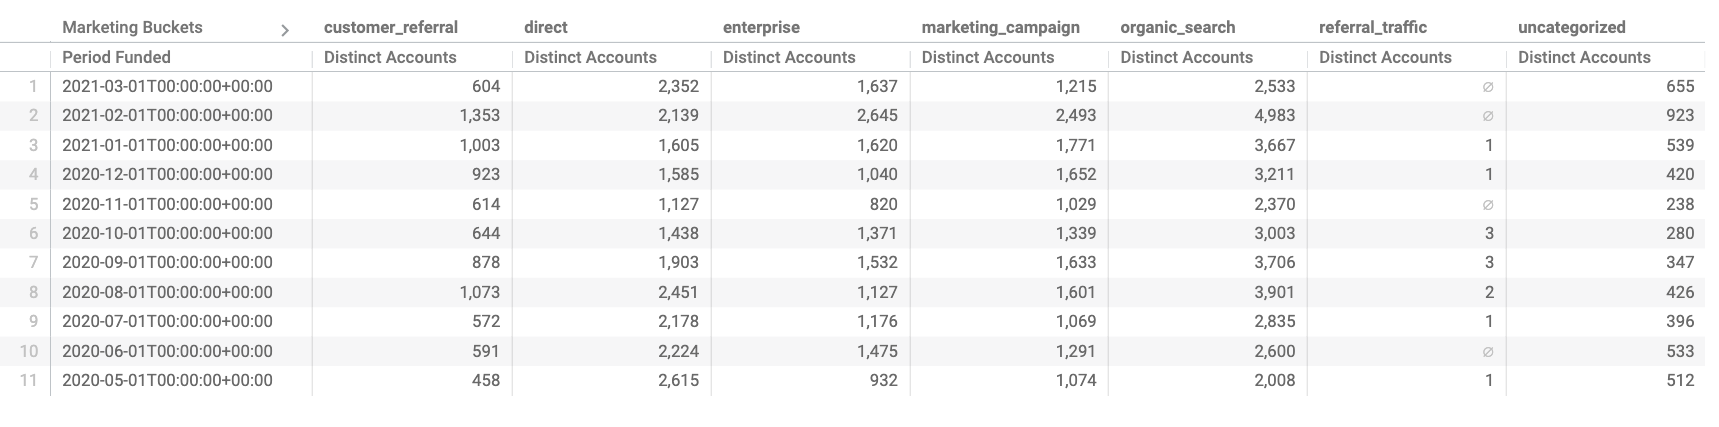 Marketing Buckets > customer_referral direct enterprise marketing_campaign organic_search referral_traffic uncategorized
Period Funded Distinct Accounts Distinct Accounts Distinct Accounts Distinct Accounts Distinct Accounts Distinct Accounts Distinct Accounts
1 2021-03-01T00:00:00+00:00 604 2,352 1,637 1,215 2,533 ∅ 655
2 2021-02-01T00:00:00+00:00 1,353 2,139 2,645 2,493 4,983 ∅ 923
3 2021-01-01T00:00:00+00:00 1,003 1,605 1,620 1,771 3,667 1 539
4 2020-12-01T00:00:00+00:00 923 1,585 1,040 1,652 3,211 1 420
5 2020-11-01T00:00:00+00:00 614 1,127 820 1,029 2,370 ∅ 238
6 2020-10-01T00:00:00+00:00 644 1,438 1,371 1,339 3,003 3 280
7 2020-09-01T00:00:00+00:00 878 1,903 1,532 1,633 3,706 3 347
8 2020-08-01T00:00:00+00:00 1,073 2,451 1,127 1,601 3,901 2 426
9 2020-07-01T00:00:00+00:00 572 2,178 1,176 1,069 2,835 1 396
10 2020-06-01T00:00:00+00:00 591 2,224 1,475 1,291 2,600 ∅ 533
11 2020-05-01T00:00:00+00:00 458 2,615 932 1,074 2,008 1 512